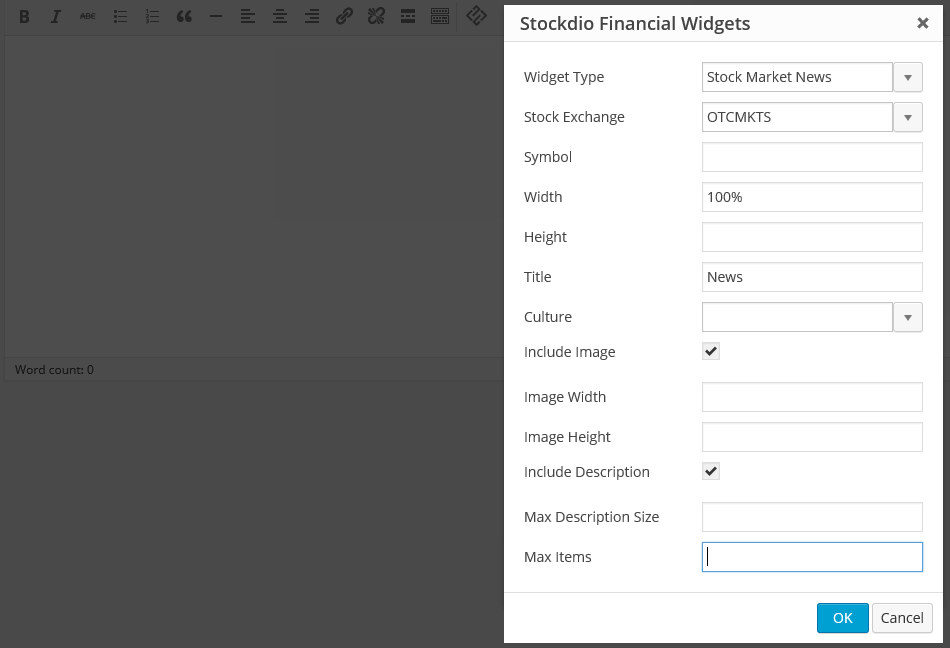 B I ABC
Stockdio Financial Widgets
Widget Type Stock Market News
Stock Exchange OTCMKTS
Symbol
Width 100%
Height
Title News
Culture
Include Image
Image Width
Image Height
Include Description
Max Description Size
Max Items
OK Cancel
Word count: 0